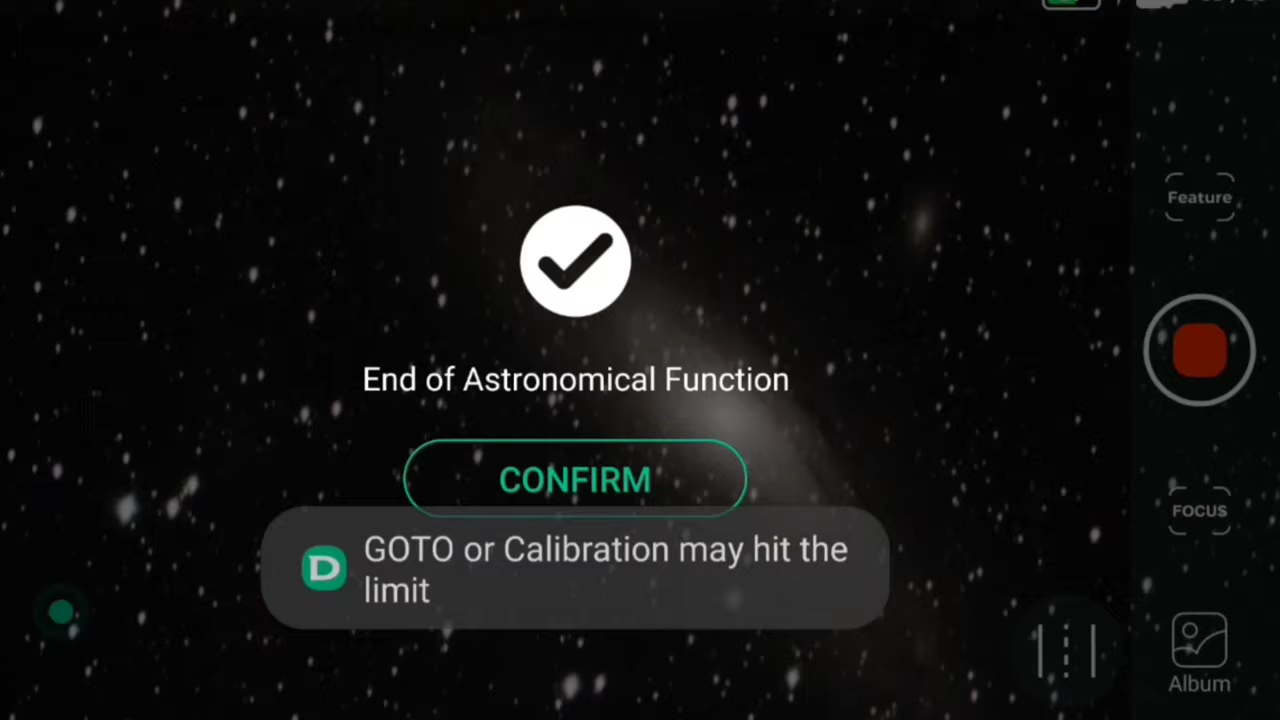 Feature
End of Astronomical Function
CONFIRM
FOCUS
D GOTO or Calibration may hit the
limit
Album